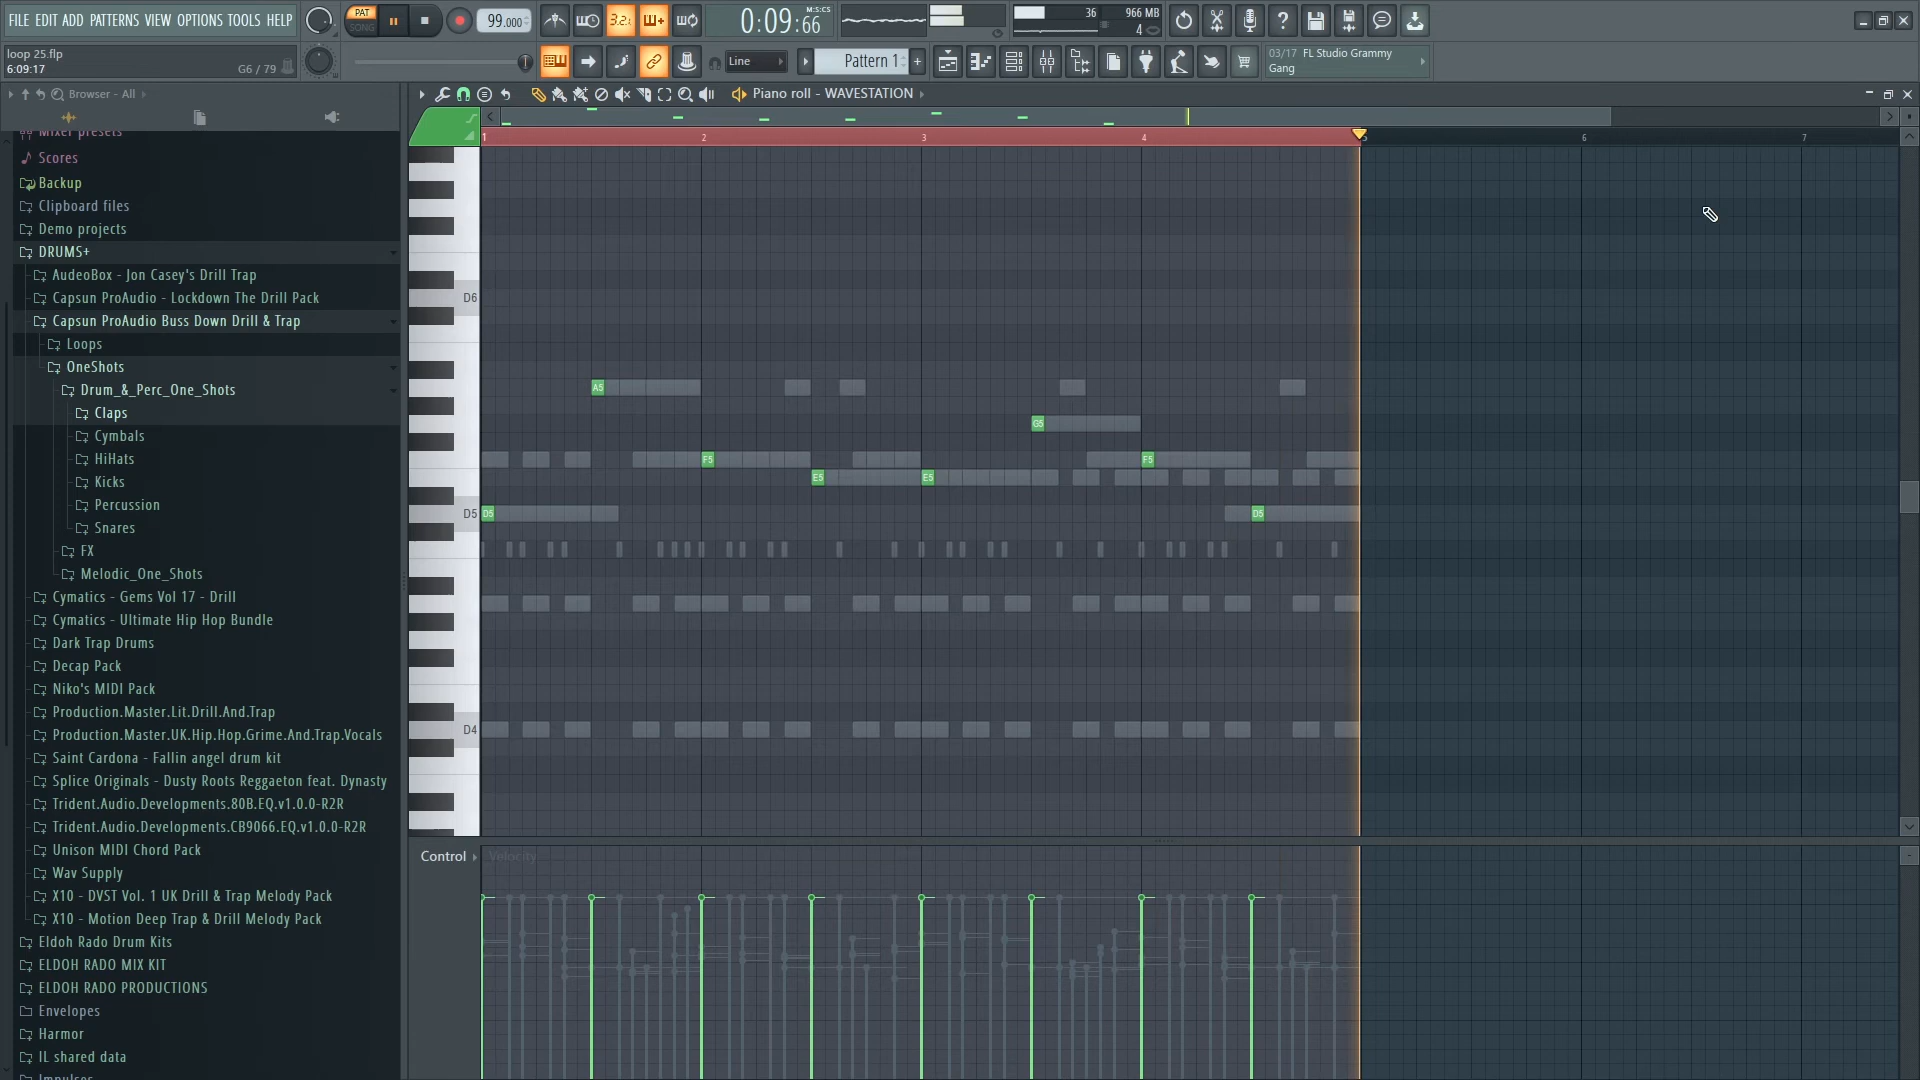 FILE EDIT ADD PATTERNS VIEW OPTIONS TOOLS HELP
PAT
SONG
99.000
3.2.
0:09:66
M:S:CS
36
966 MB
4
loop 25.flp
6:09:17
G6 / 79
Line
Pattern 1
03/17 FL Studio Grammy
Gang
Browser - All
Piano roll - WAVESTATION
Mixer presets
Scores
Backup
Clipboard files
Demo projects
DRUMS+
AudeoBox - Jon Casey's Drill Trap
Capsun ProAudio - Lockdown The Drill Pack
Capsun ProAudio Buss Down Drill & Trap
Loops
OneShots
Drum_&_Perc_One_Shots
Claps
Cymbals
HiHats
Kicks
Percussion
Snares
FX
Melodic_One_Shots
Cymatics - Gems Vol 17 - Drill
Cymatics - Ultimate Hip Hop Bundle
Dark Trap Drums
Decap Pack
Niko's MIDI Pack
Production.Master.Lit.Drill.And.Trap
Production.Master.UK.Hip.Hop.Grime.And.Trap.Vocals
Saint Cardona - Fallin angel drum kit
Splice Originals - Dusty Roots Reggaeton feat. Dynasty
Trident.Audio.Developments.80B.EQ.v1.0.0-R2R
Trident.Audio.Developments.CB9066.EQ.v1.0.0-R2R
Unison MIDI Chord Pack
Wav Supply
X10 - DVST Vol. 1 UK Drill & Trap Melody Pack
X10 - Motion Deep Trap & Drill Melody Pack
Eldoh Rado Drum Kits
ELDOH RADO MIX KIT
ELDOH RADO PRODUCTIONS
Envelopes
Harmor
IL shared data
Impulses
1 2 3 4 5 6 7
D6
A5
G5
F5 F5
E5 E5
D5 D5 D5
D4
Control Velocity